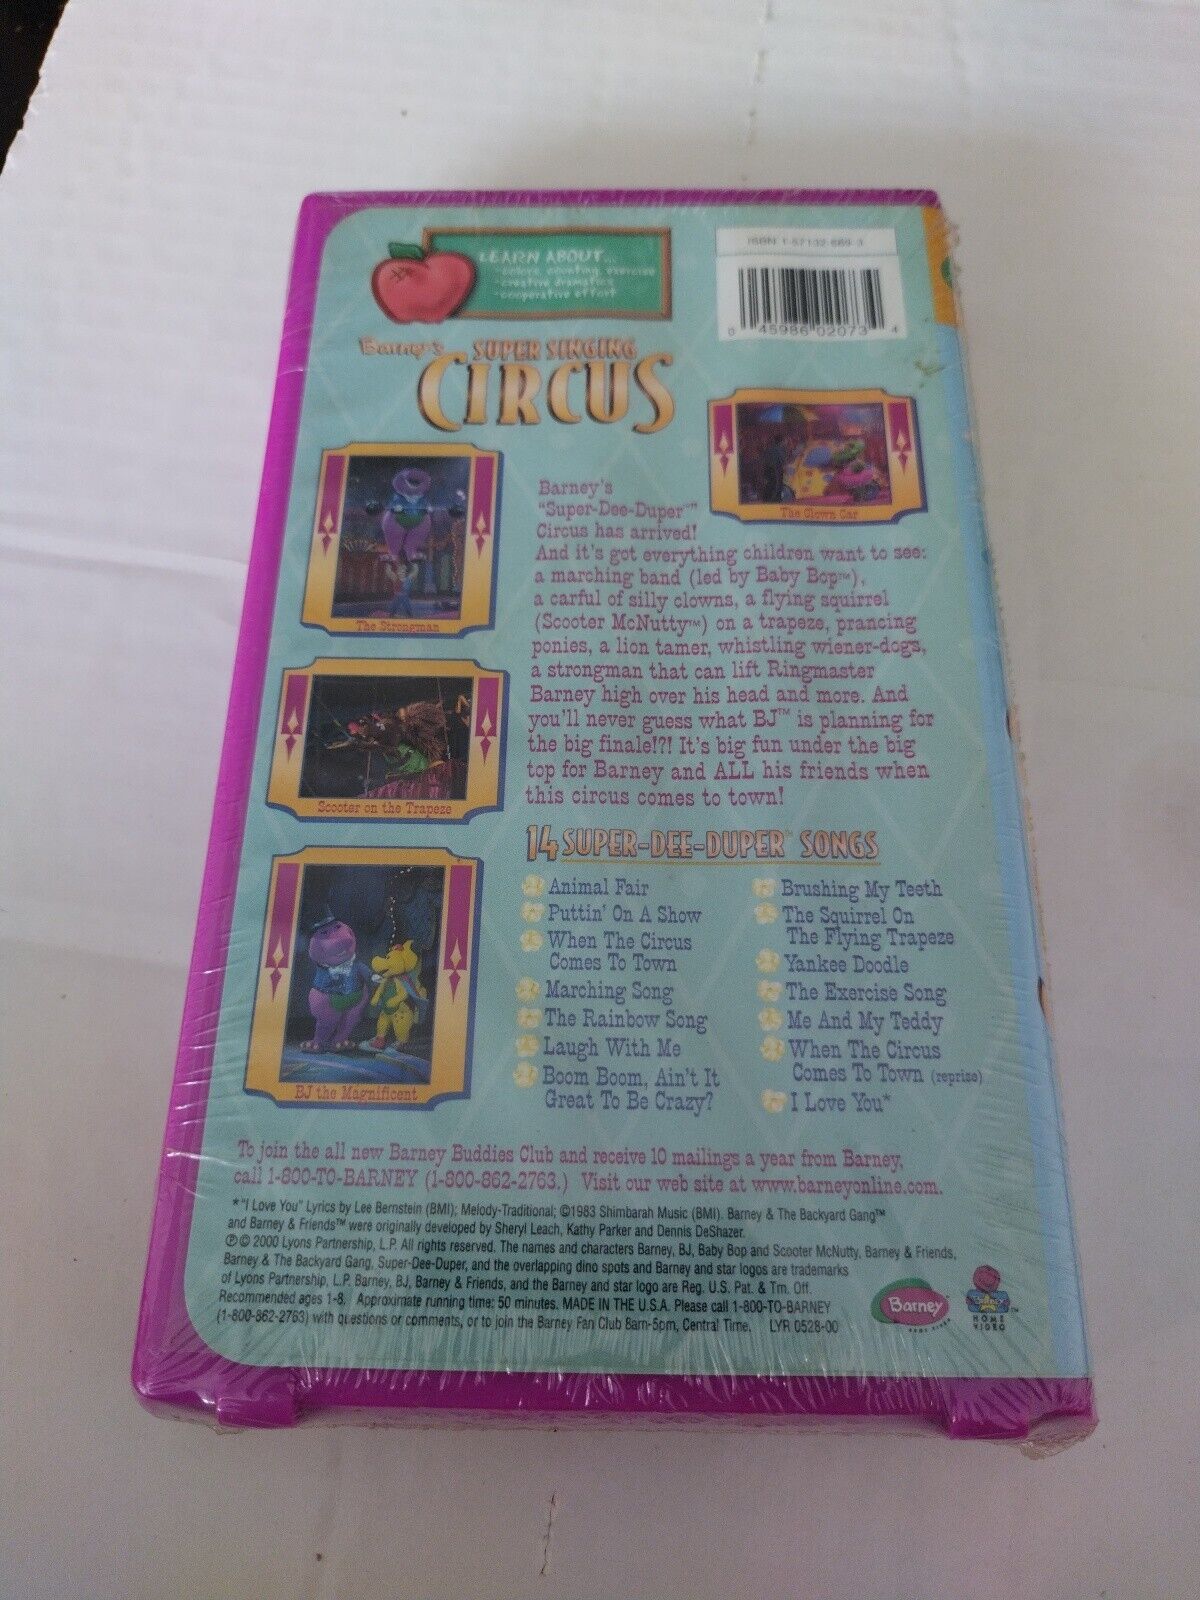 LEARN ABOUT...
•colors, counting, exercise
•creative dramatics
•cooperative effort
ISBN 1-57132-669-3
45986 02073 4
Barney's
SUPER SINGING
CIRCUS
The Clown Car
The Strongman
Scooter on the Trapeze
BJ the Magnificent
Barney's
"Super-Dee-Duper™"
Circus has arrived!
And it's got everything children want to see:
a marching band (led by Baby Bop™),
a carful of silly clowns, a flying squirrel
(Scooter McNutty™) on a trapeze, prancing
ponies, a lion tamer, whistling wiener-dogs,
a strongman that can lift Ringmaster
Barney high over his head and more. And
you'll never guess what BJ™ is planning for
the big finale!?! It's big fun under the big
top for Barney and ALL his friends when
this circus comes to town!
14 SUPER-DEE-DUPER™ SONGS
Animal Fair
Puttin' On A Show
When The Circus
Comes To Town
Marching Song
The Rainbow Song
Laugh With Me
Boom Boom, Ain't It
Great To Be Crazy?
Brushing My Teeth
The Squirrel On
The Flying Trapeze
Yankee Doodle
The Exercise Song
Me And My Teddy
When The Circus
Comes To Town (reprise)
I Love You*
To join the all new Barney Buddies Club and receive 10 mailings a year from Barney,
call 1-800-TO-BARNEY (1-800-862-2763.) Visit our web site at www.barneyonline.com.
*"I Love You" Lyrics by Lee Bernstein (BMI); Melody-Traditional; ©1983 Shimbarah Music (BMI). Barney & The Backyard Gang™
and Barney & Friends™ were originally developed by Sheryl Leach, Kathy Parker and Dennis DeShazer.
℗© 2000 Lyons Partnership, L.P. All rights reserved. The names and characters Barney, BJ, Baby Bop and Scooter McNutty, Barney & Friends,
Barney & The Backyard Gang, Super-Dee-Duper, and the overlapping dino spots and Barney and star logos are trademarks
of Lyons Partnership, L.P. Barney, BJ, Barney & Friends, and the Barney and star logo are Reg. U.S. Pat. & Tm. Off.
Recommended ages 1-8. Approximate running time: 50 minutes. MADE IN THE U.S.A. Please call 1-800-TO-BARNEY
(1-800-862-2763) with questions or comments, or to join the Barney Fan Club 8am-5pm, Central Time. LYR 0528-00
Barney
HOME VIDEO
HOME
VIDEO